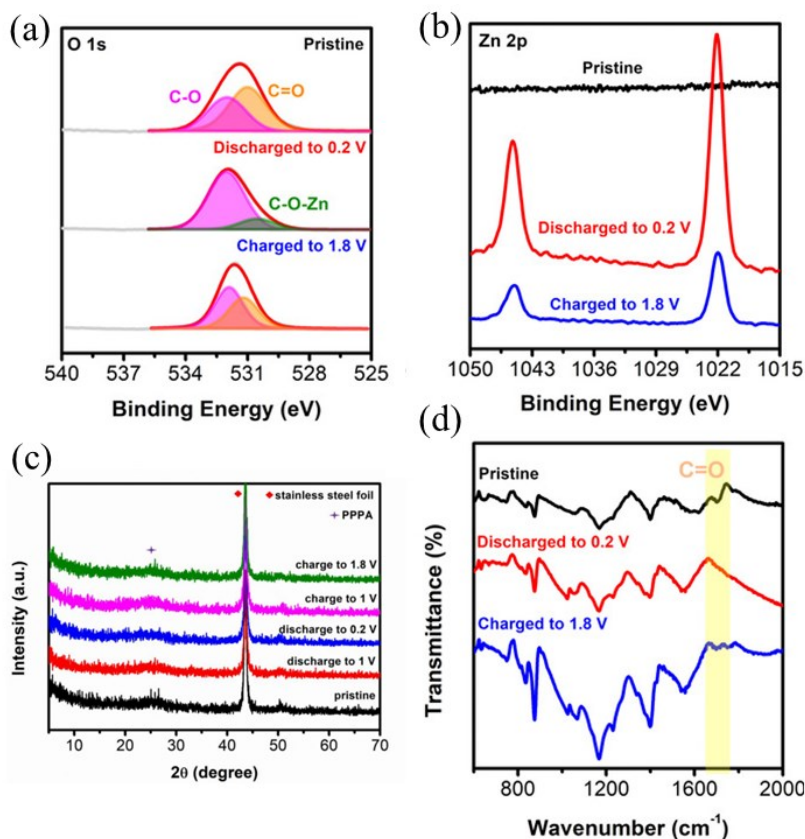 (a)
O 1s
Pristine
C-O
C=O
Discharged to 0.2 V
C-O-Zn
Charged to 1.8 V
540 537 534 531 528 525
Binding Energy (eV)
(b)
Zn 2p
Pristine
Discharged to 0.2 V
Charged to 1.8 V
1050 1043 1036 1029 1022 1015
Binding Energy (eV)
(c)
stainless steel foil
PPPA
charge to 1.8 V
charge to 1 V
discharge to 0.2 V
discharge to 1 V
pristine
Intensity (a.u.)
10 20 30 40 50 60 70
2θ (degree)
(d)
C=O
Pristine
Discharged to 0.2 V
Charged to 1.8 V
Transmittance (%)
800 1200 1600 2000
Wavenumber (cm⁻¹)